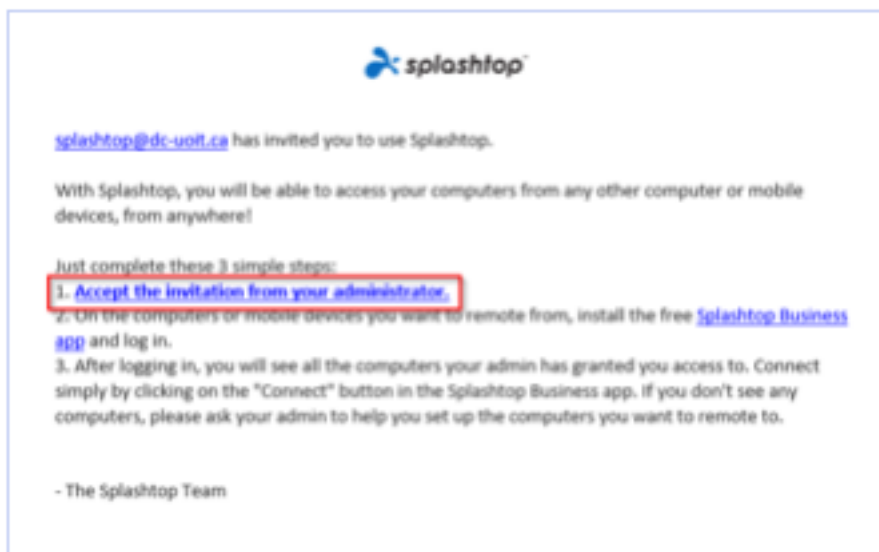 splashtop™
splashtop@dc-uoit.ca has invited you to use Splashtop.
With Splashtop, you will be able to access your computers from any other computer or mobile
devices, from anywhere!
Just complete these 3 simple steps:
1. Accept the invitation from your administrator.
2. On the computers or mobile devices you want to remote from, install the free Splashtop Business
app and log in.
3. After logging in, you will see all the computers your admin has granted you access to. Connect
simply by clicking on the "Connect" button in the Splashtop Business app. If you don't see any
computers, please ask your admin to help you set up the computers you want to remote to.
- The Splashtop Team